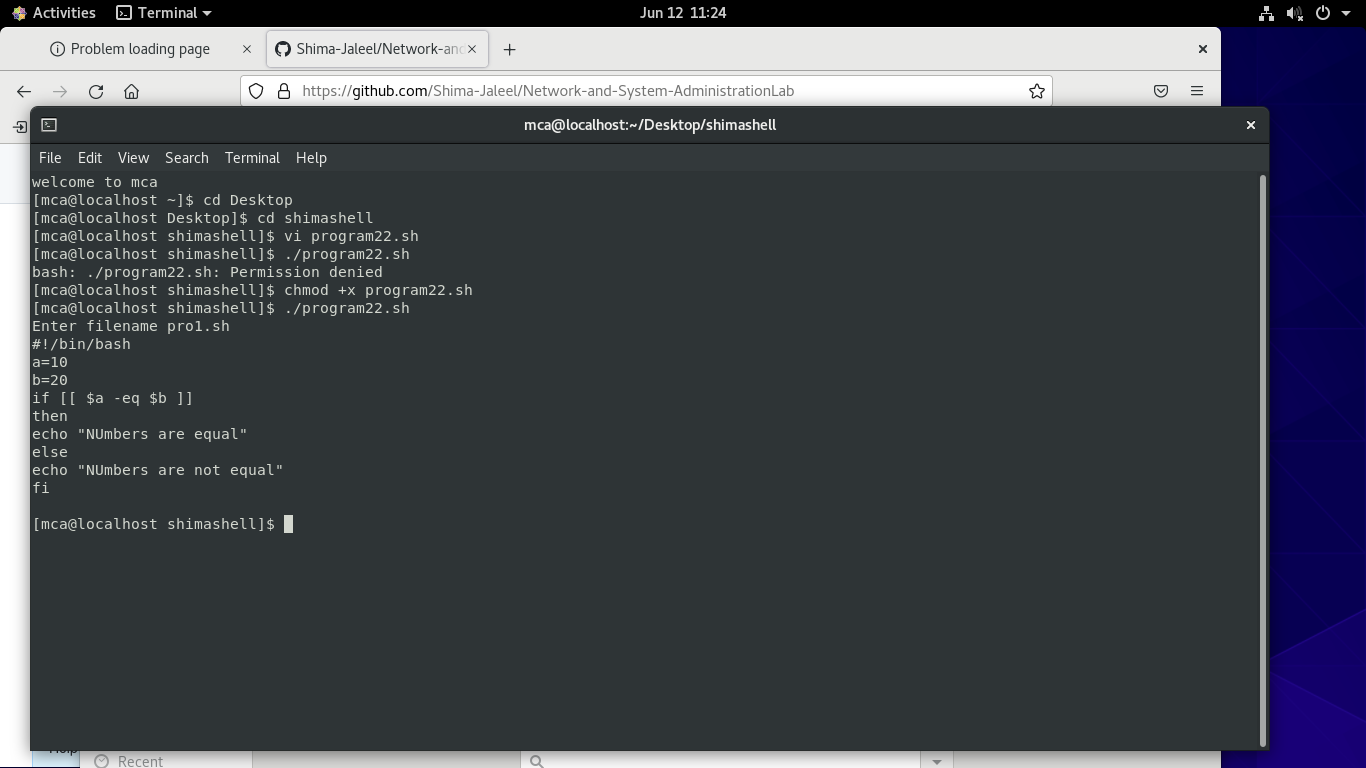 Activities
Terminal
Jun 12 11:24
Problem loading page
Shima-Jaleel/Network-and
https://github.com/Shima-Jaleel/Network-and-System-AdministrationLab
mca@localhost:~/Desktop/shimashell
File Edit View Search Terminal Help
welcome to mca
[mca@localhost ~]$ cd Desktop
[mca@localhost Desktop]$ cd shimashell
[mca@localhost shimashell]$ vi program22.sh
[mca@localhost shimashell]$ ./program22.sh
bash: ./program22.sh: Permission denied
[mca@localhost shimashell]$ chmod +x program22.sh
[mca@localhost shimashell]$ ./program22.sh
Enter filename pro1.sh
#!/bin/bash
a=10
b=20
if [[ $a -eq $b ]]
then
echo "NUmbers are equal"
else
echo "NUmbers are not equal"
fi
[mca@localhost shimashell]$
Help
Recent